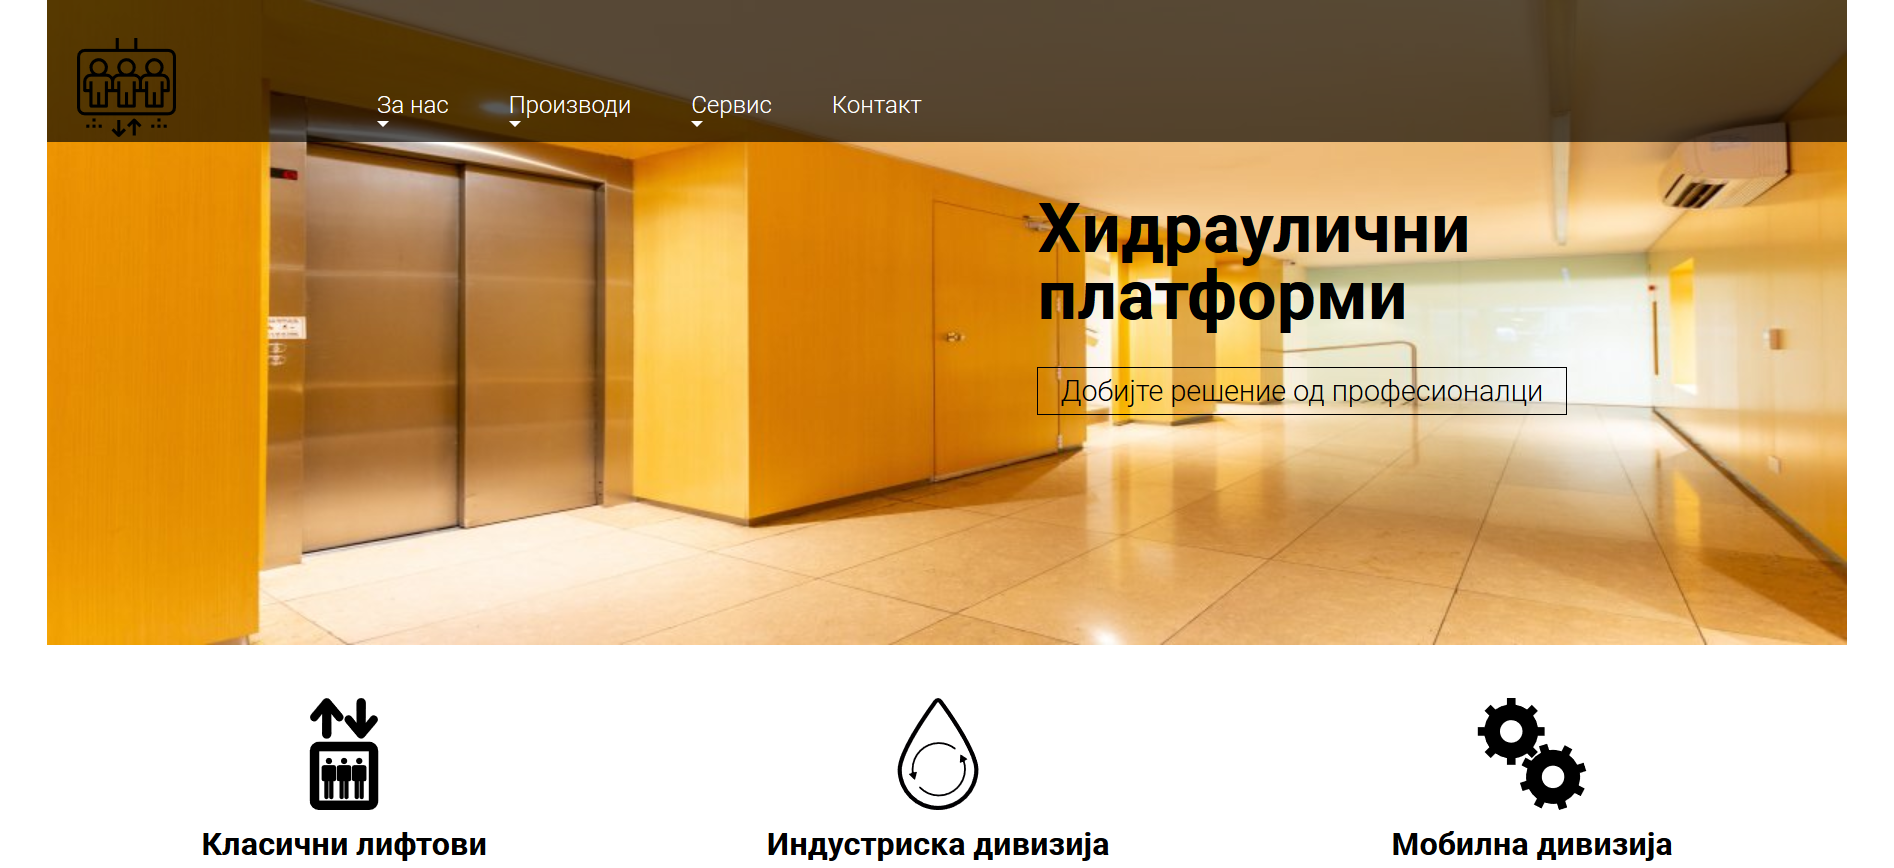 За нас
Производи
Сервис
Контакт
Хидраулични
платформи
Добијте решение од професионалци
Класични лифтови
Индустриска дивизија
Мобилна дивизија